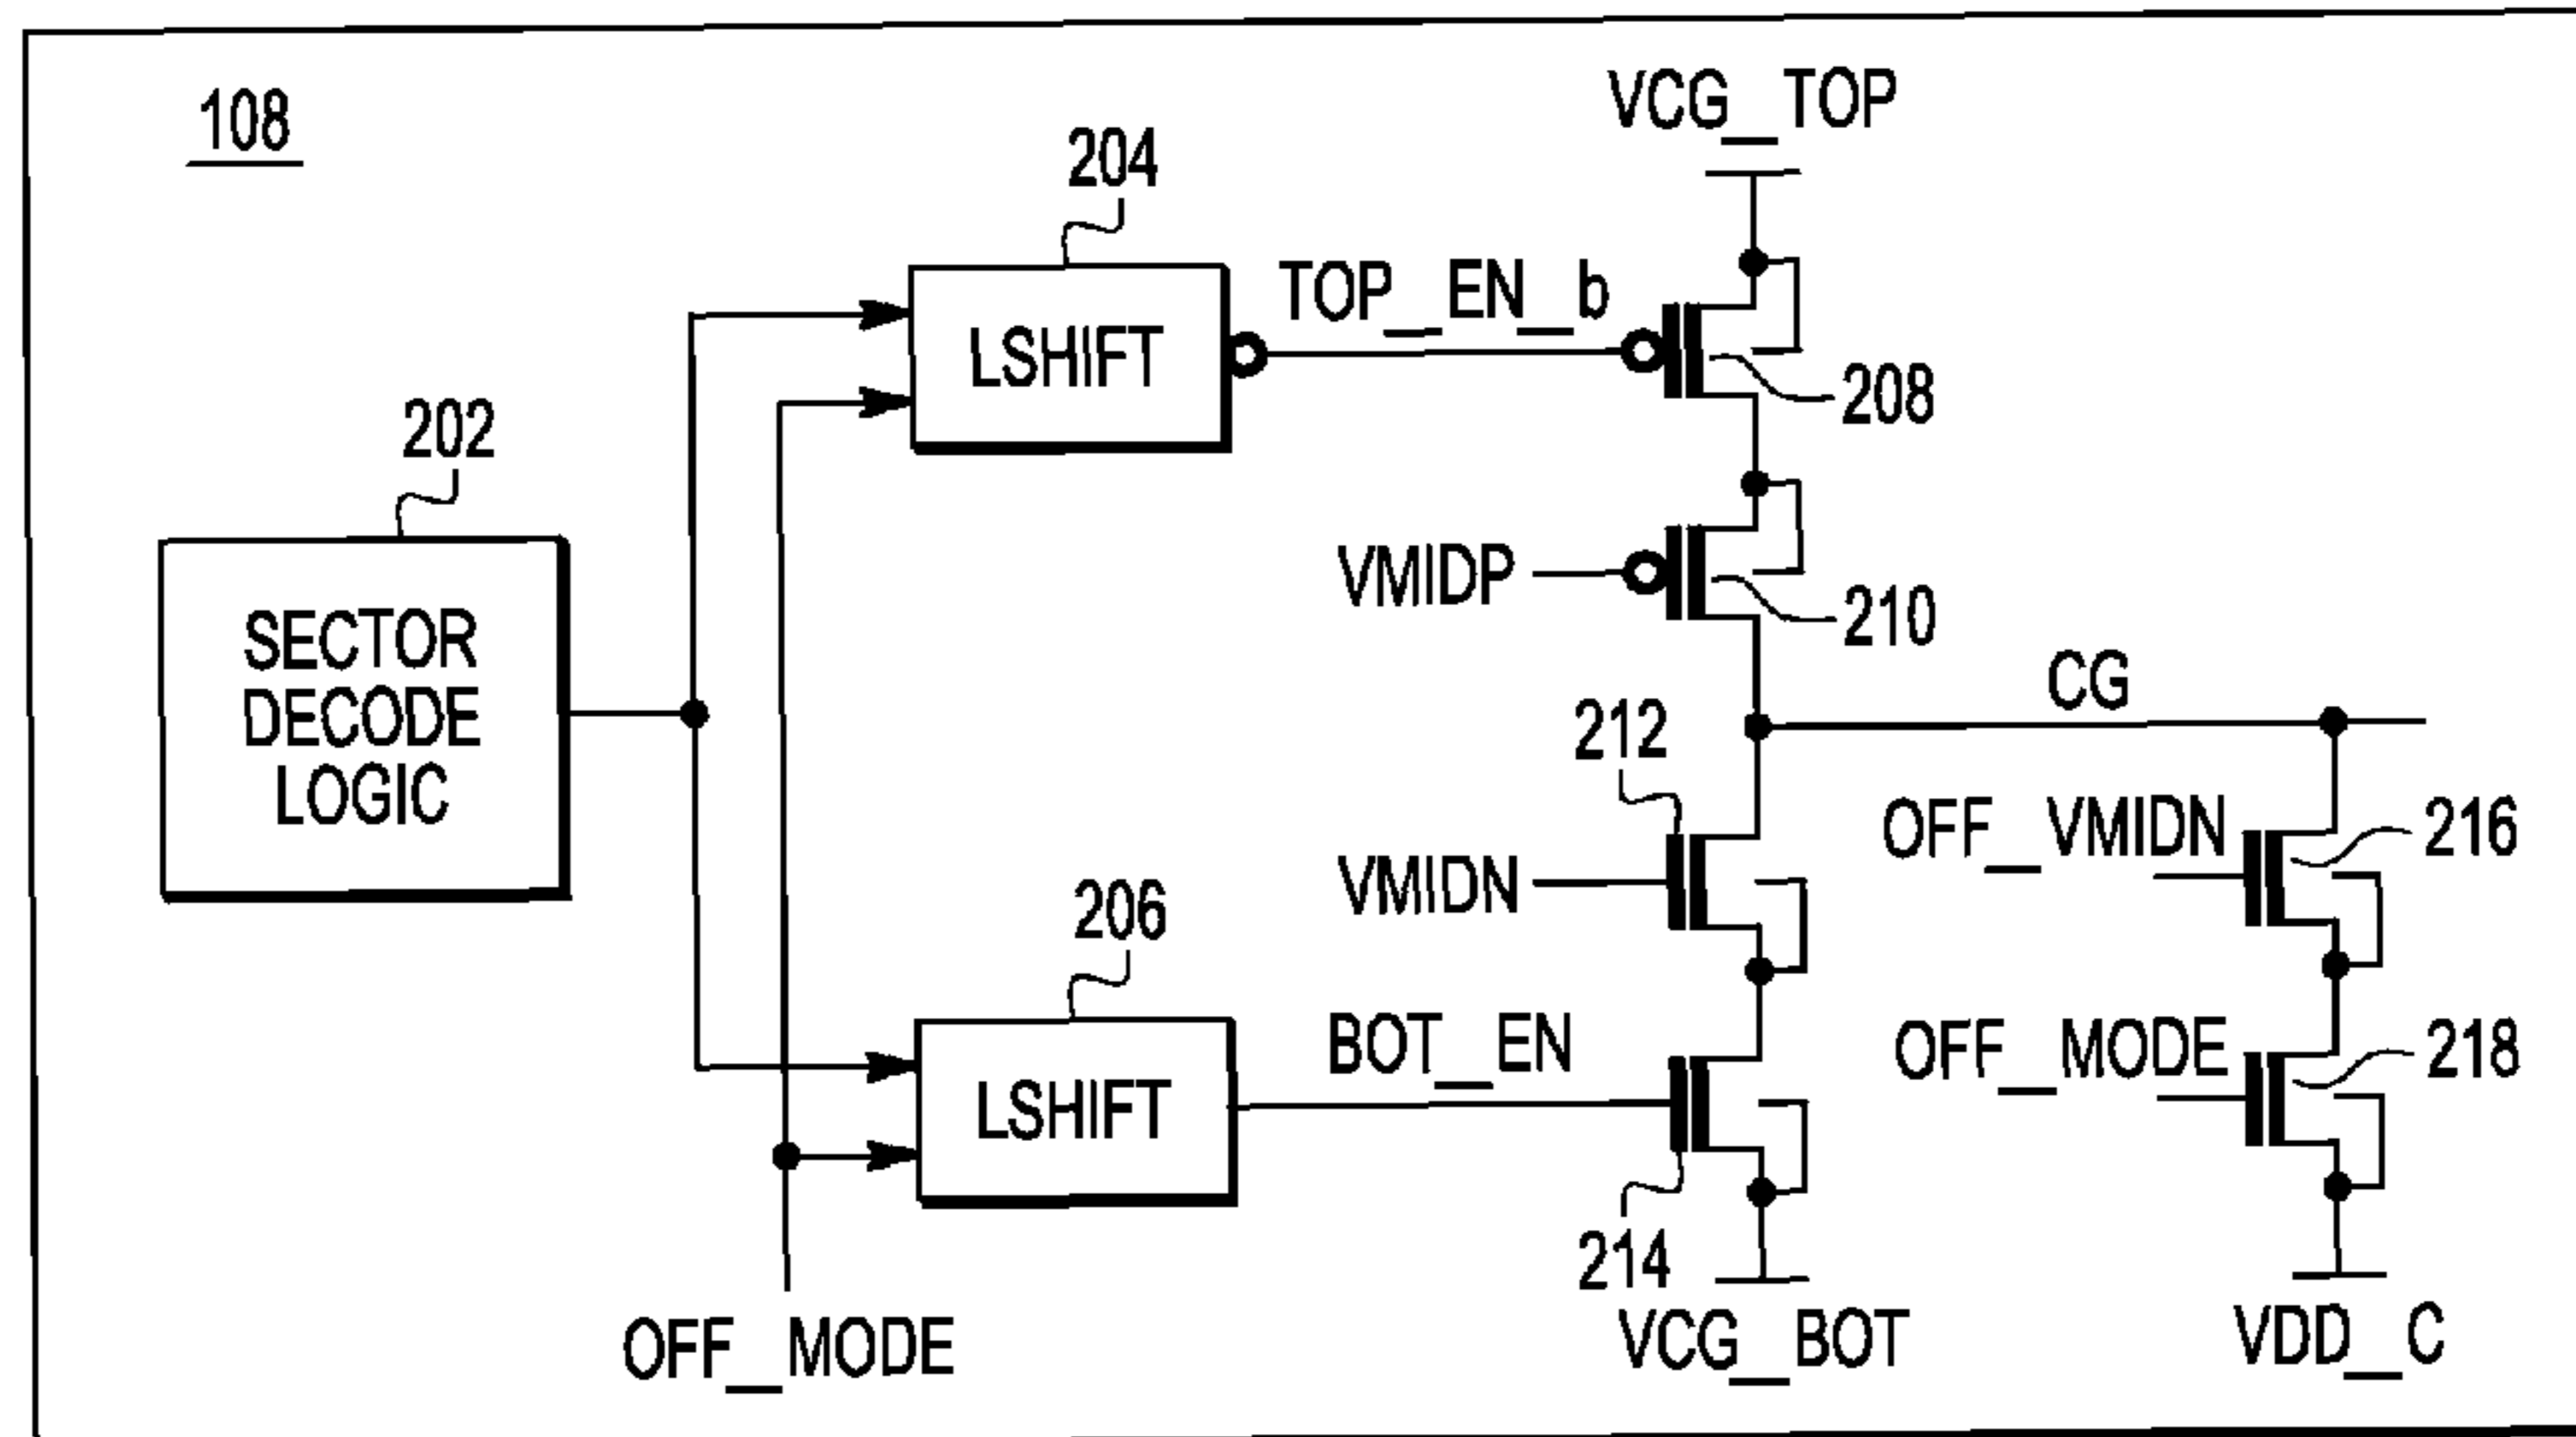 108
VCG_TOP
204
TOP_EN_b
LSHIFT
208
202
VMIDP
210
SECTOR
DECODE
LOGIC
CG
212
OFF_VMIDN
216
VMIDN
206
BOT_EN
OFF_MODE
218
LSHIFT
214
OFF_MODE
VCG_BOT
VDD_C